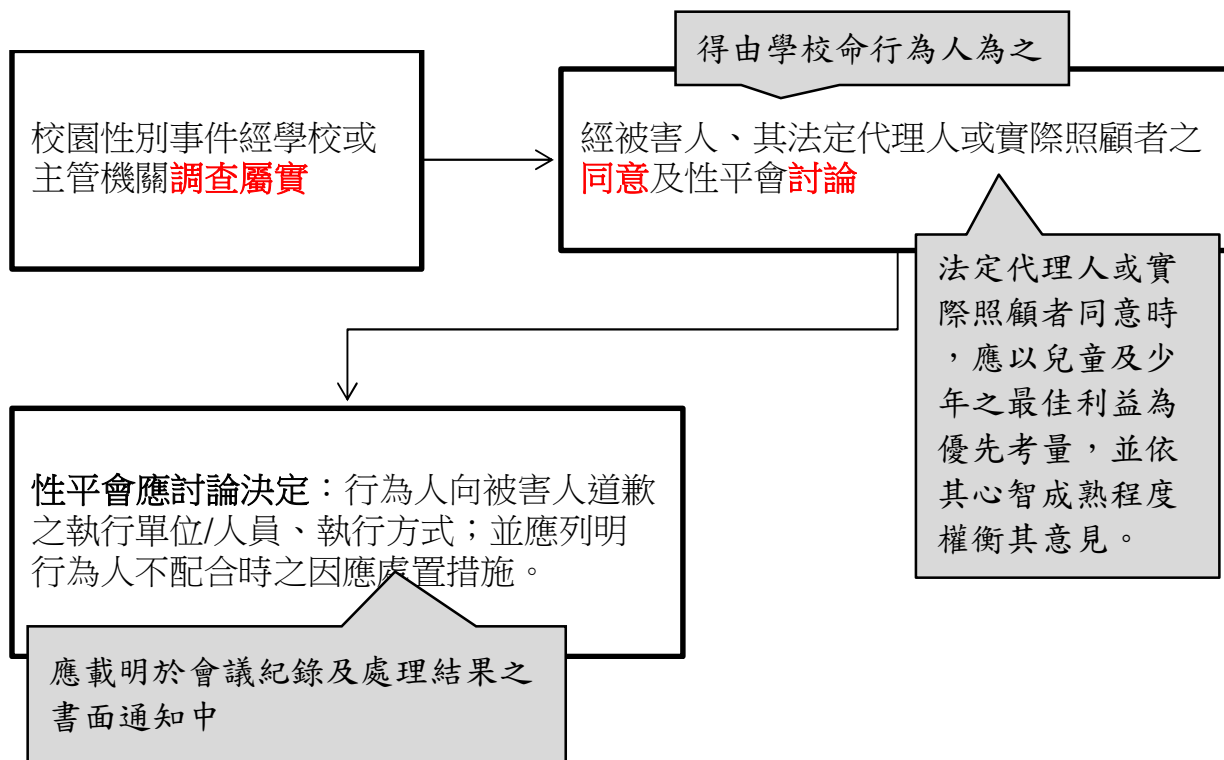 得由學校命行為人為之
校園性別事件經學校或
主管機關調查屬實
經被害人、其法定代理人或實際照顧者之
同意及性平會討論
法定代理人或實
際照顧者同意時
，應以兒童及少
年之最佳利益為
優先考量，並依
其心智成熟程度
權衡其意見。
性平會應討論決定：行為人向被害人道歉
之執行單位/人員、執行方式；並應列明
行為人不配合時之因應處置措施。
應載明於會議紀錄及處理結果之
書面通知中